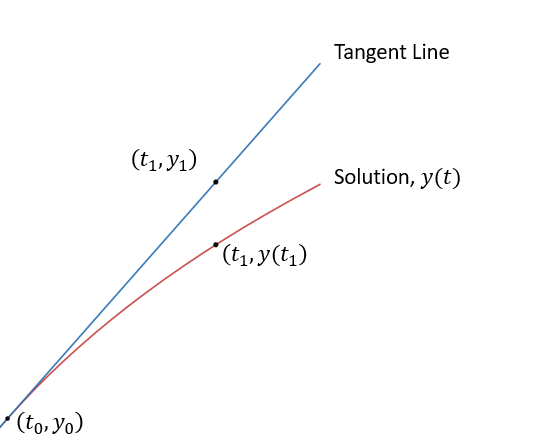 Tangent Line
(t₁, y₁)
Solution, y(t)
(t₁, y(t₁)
(t₀, y₀)